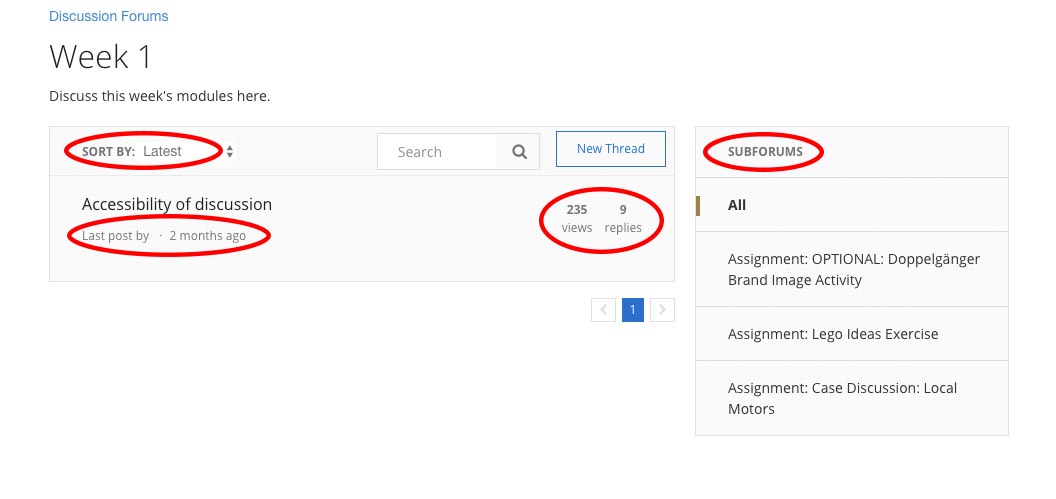 Discussion Forums
Week 1
Discuss this week's modules here.
SORT BY: Latest
Search
New Thread
Accessibility of discussion
Last post by · 2 months ago
235 9
views replies
1
SUBFORUMS
All
Assignment: OPTIONAL: Doppelgänger
Brand Image Activity
Assignment: Lego Ideas Exercise
Assignment: Case Discussion: Local
Motors